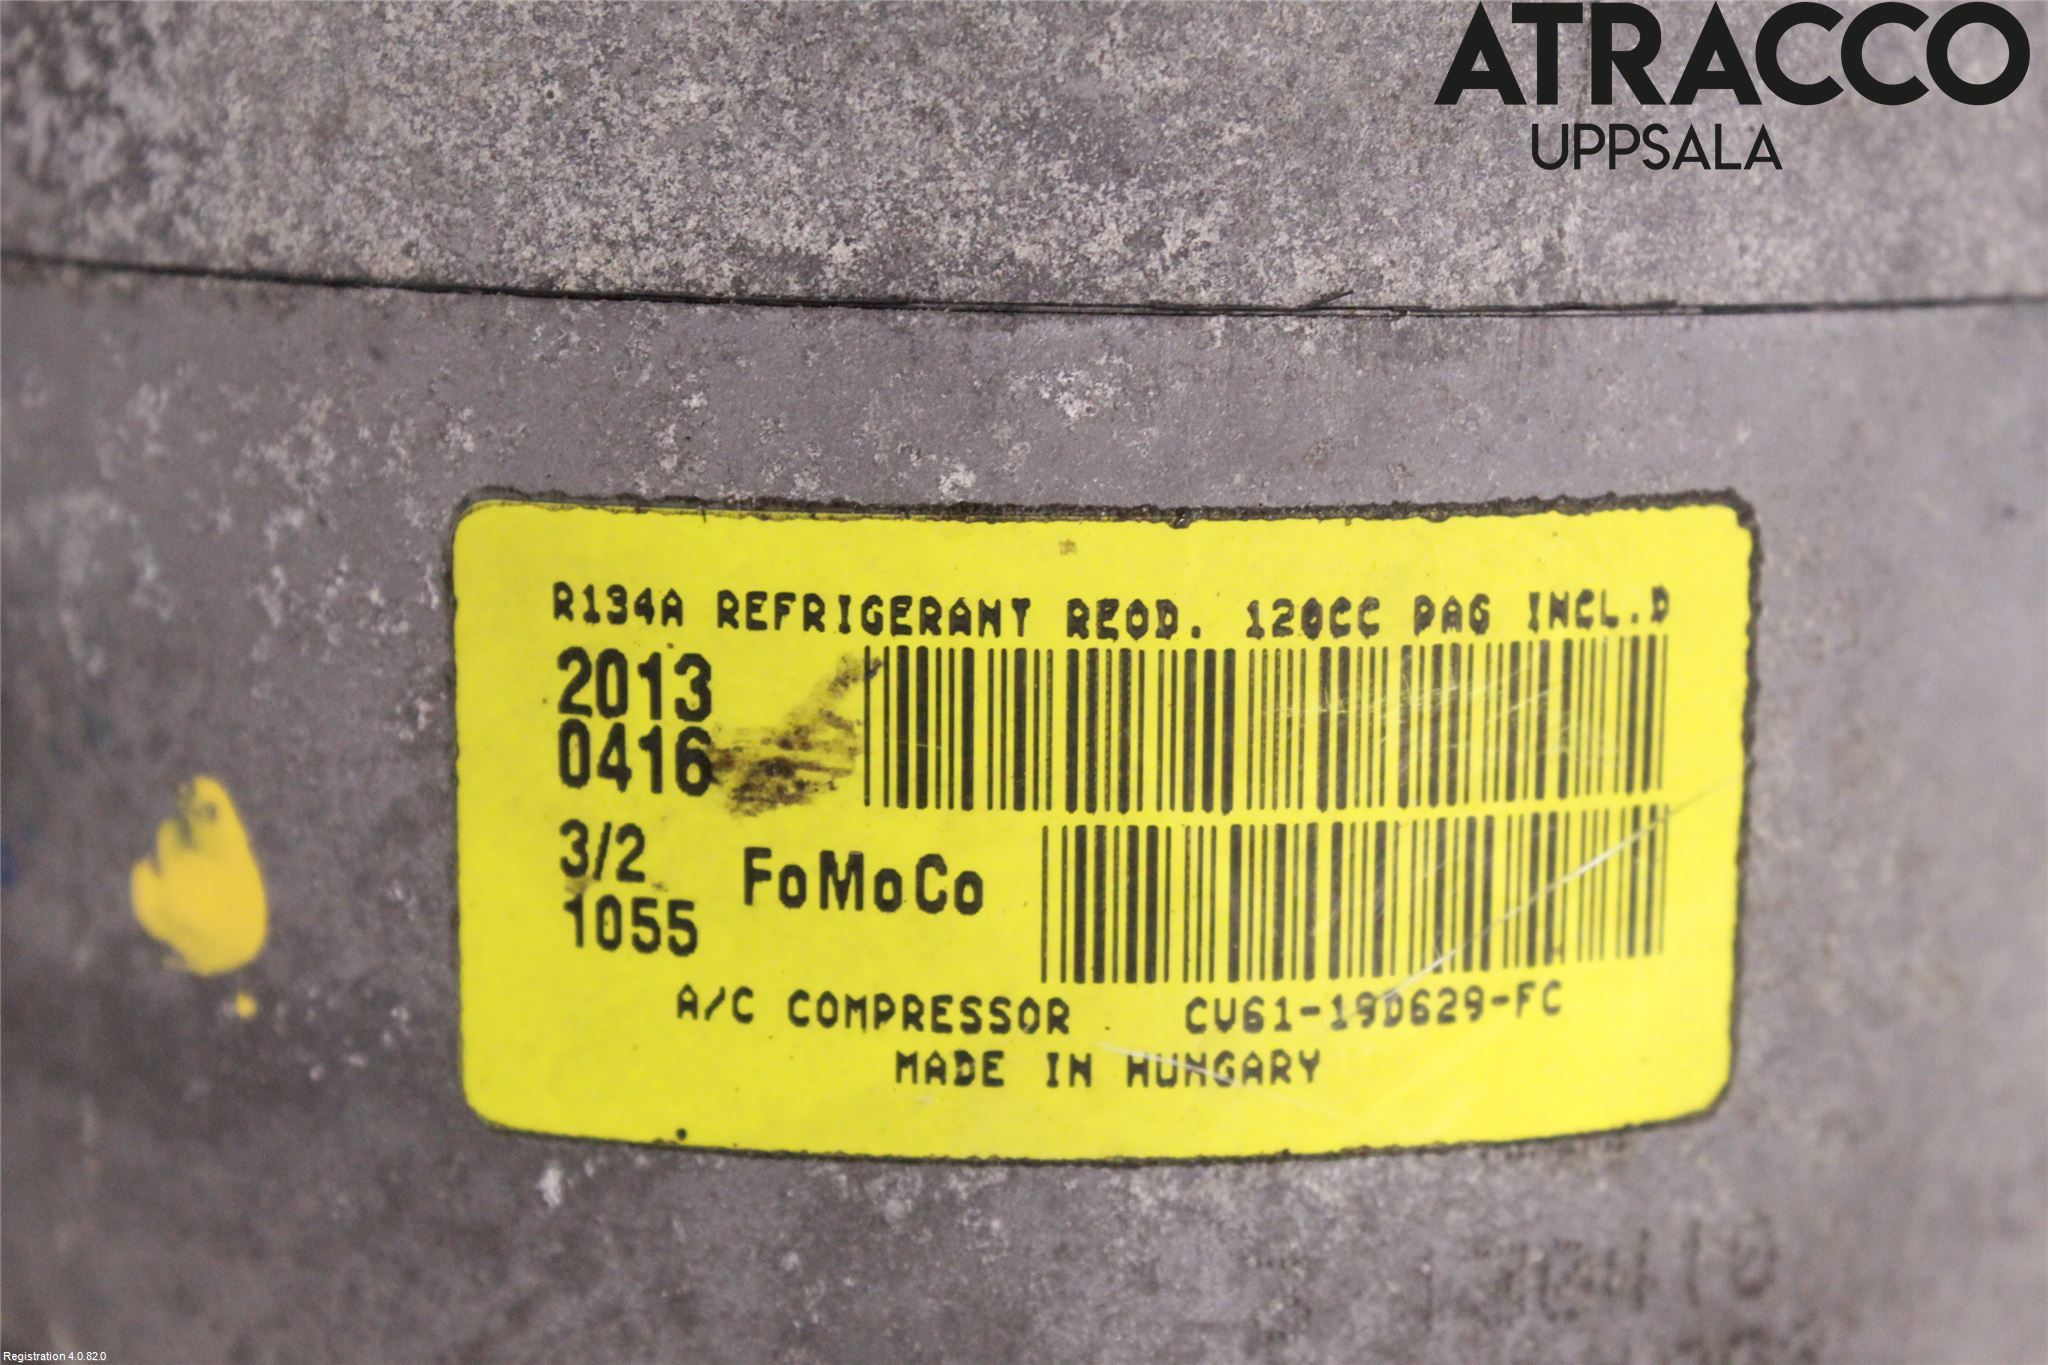 ATRACCO
UPPSALA
R134A REFRIGERANT REOD. 120CC PAG INCL.D
2013
0416
3/2
1055
FoMoCo
A/C COMPRESSOR CV61-19D629-FC
MADE IN HUNGARY
Registration 4.0.82.0